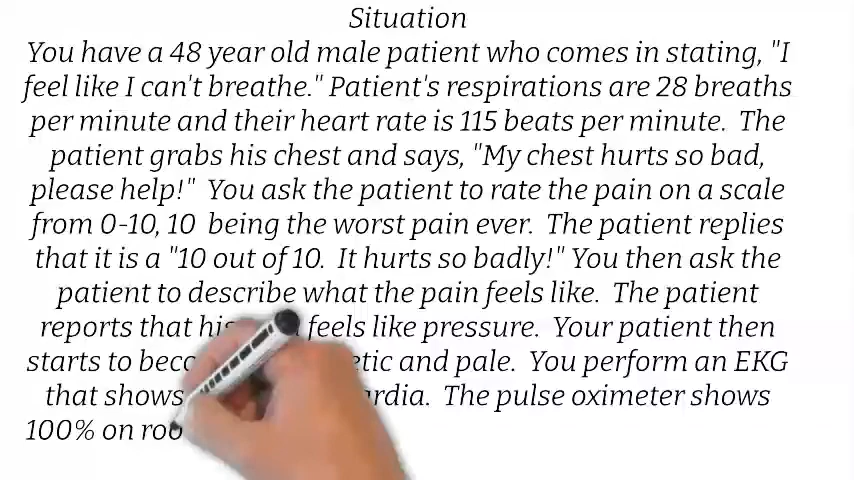 Situation
You have a 48 year old male patient who comes in stating, "I
feel like I can't breathe." Patient's respirations are 28 breaths
per minute and their heart rate is 115 beats per minute. The
patient grabs his chest and says, "My chest hurts so bad,
please help!" You ask the patient to rate the pain on a scale
from 0-10, 10 being the worst pain ever. The patient replies
that it is a "10 out of 10. It hurts so badly!" You then ask the
patient to describe what the pain feels like. The patient
reports that feels like pressure. Your patient then
starts to and pale. You perform an EKG
that shows The pulse oximeter shows
100% on